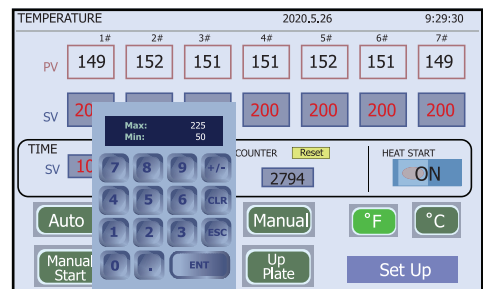 TEMPERATURE 2020.5.26 9:29:30
1# 2# 3# 4# 5# 6# 7#
PV 149 152 151 151 152 151 149
SV 20 200 200 200 200
Max: 225
Min: 50
TIME COUNTER Reset HEAT START
SV 10 2794 ON
7 8 9 +/-
4 5 6 CLR
1 2 3 ESC
0 . ENT
Auto Manual °F °C
Manual Start Up Plate Set Up